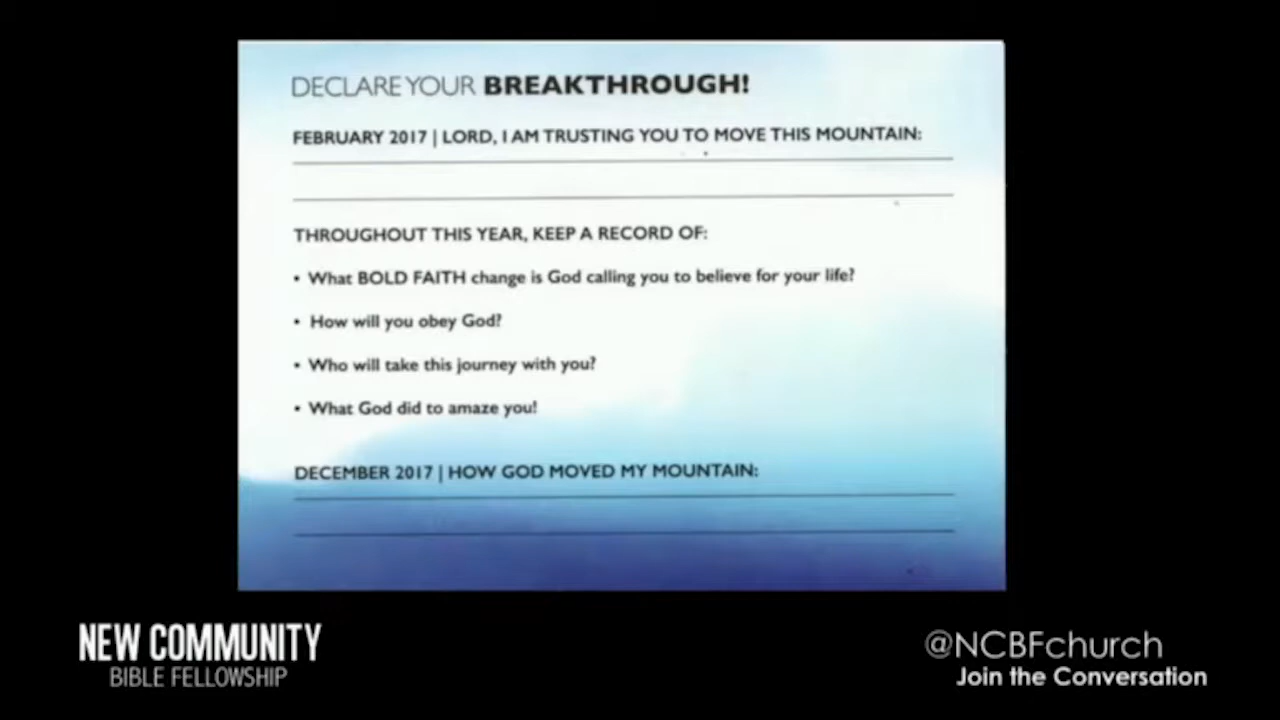 DECLARE YOUR BREAKTHROUGH!
FEBRUARY 2017 | LORD, I AM TRUSTING YOU TO MOVE THIS MOUNTAIN:
THROUGHOUT THIS YEAR, KEEP A RECORD OF:
• What BOLD FAITH change is God calling you to believe for your life?
• How will you obey God?
• Who will take this journey with you?
• What God did to amaze you!
DECEMBER 2017 | HOW GOD MOVED MY MOUNTAIN:
NEW COMMUNITY
BIBLE FELLOWSHIP
@NCBFchurch
Join the Conversation